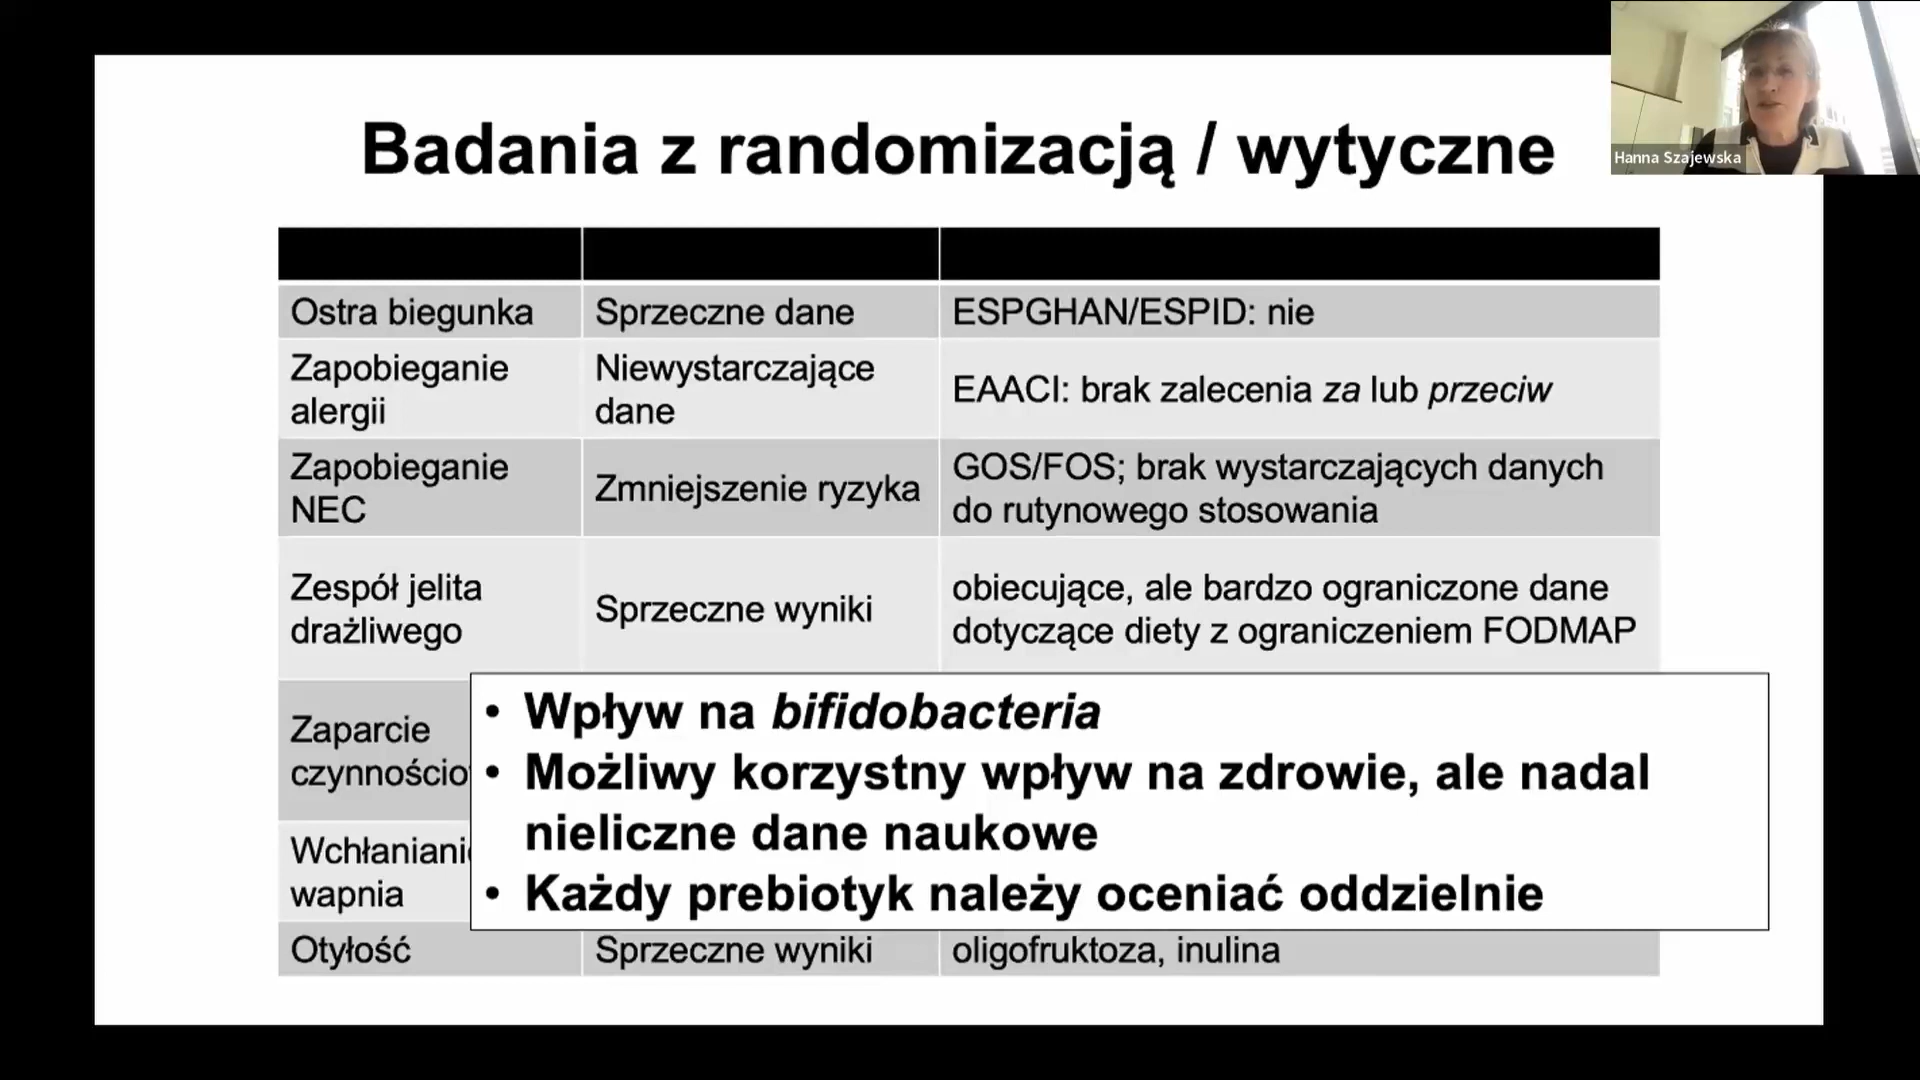 Badania z randomizacją / wytyczne
Hanna Szajewska
Ostra biegunka
Sprzeczne dane
ESPGHAN/ESPID: nie
Zapobieganie
alergii
Niewystarczające
dane
EAACI: brak zalecenia za lub przeciw
Zapobieganie
NEC
Zmniejszenie ryzyka
GOS/FOS; brak wystarczających danych
do rutynowego stosowania
Zespół jelita
drażliwego
Sprzeczne wyniki
obiecujące, ale bardzo ograniczone dane
dotyczące diety z ograniczeniem FODMAP
Zaparcie
Wchłaniani
wapnia
• Wpływ na bifidobacteria
• Możliwy korzystny wpływ na zdrowie, ale nadal
nieliczne dane naukowe
• Każdy prebiotyk należy oceniać oddzielnie
Otyłość
Sprzeczne wyniki
oligofruktoza, inulina